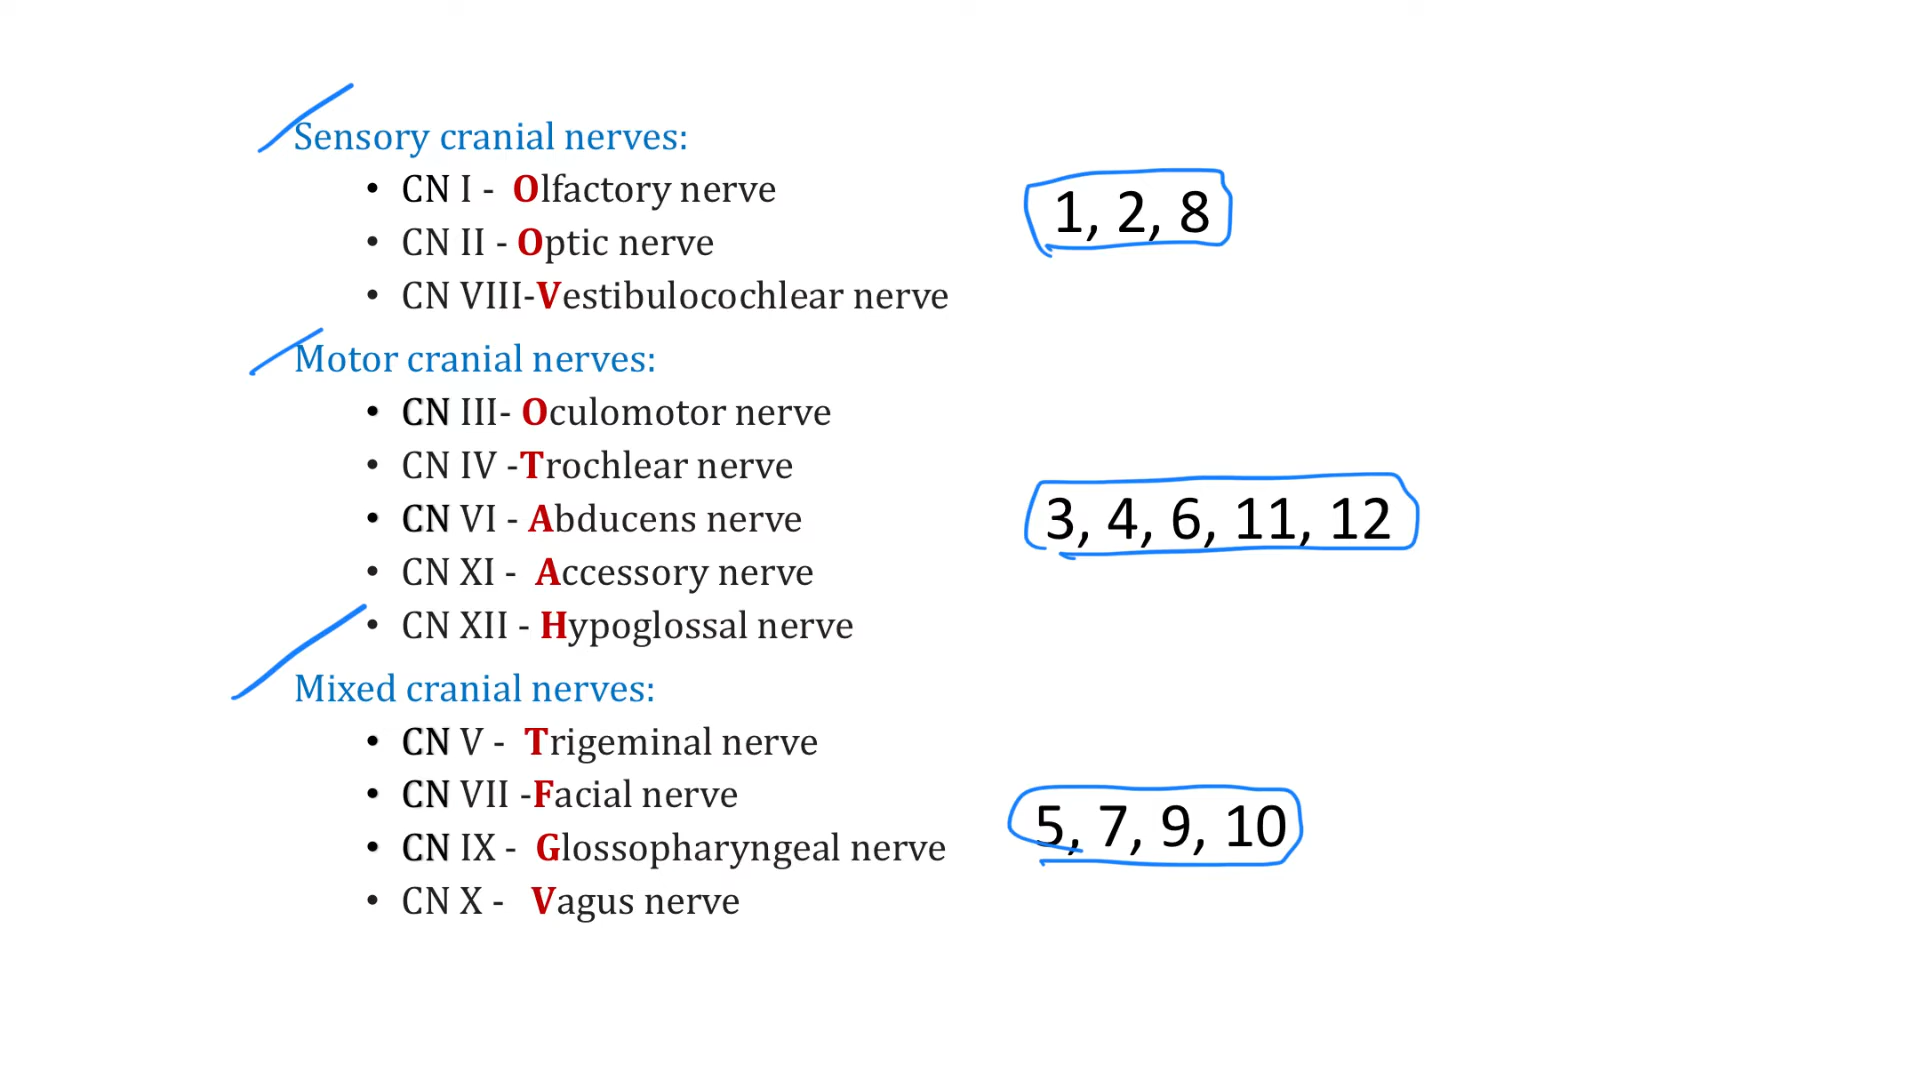 Sensory cranial nerves:
• CN I - Olfactory nerve
• CN II - Optic nerve
• CN VIII-Vestibulocochlear nerve
1, 2, 8
Motor cranial nerves:
• CN III- Oculomotor nerve
• CN IV -Trochlear nerve
• CN VI - Abducens nerve
• CN XI - Accessory nerve
• CN XII - Hypoglossal nerve
3, 4, 6, 11, 12
Mixed cranial nerves:
• CN V - Trigeminal nerve
• CN VII -Facial nerve
• CN IX - Glossopharyngeal nerve
• CN X - Vagus nerve
5, 7, 9, 10